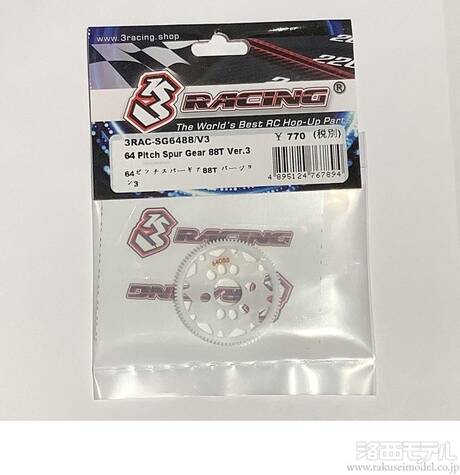 www.3racing.shop
3RACING®
The World's Best RC Hop-Up Part
3RAC-SG6488/V3
¥ 770 (税別)
64 Pitch Spur Gear 88T Ver.3
64ピッチスパーギア88T バージョ
ン3
4 895124 767894
3RACING
64088
3RACING
洛西モデル
www.rakuseimodel.co.jp